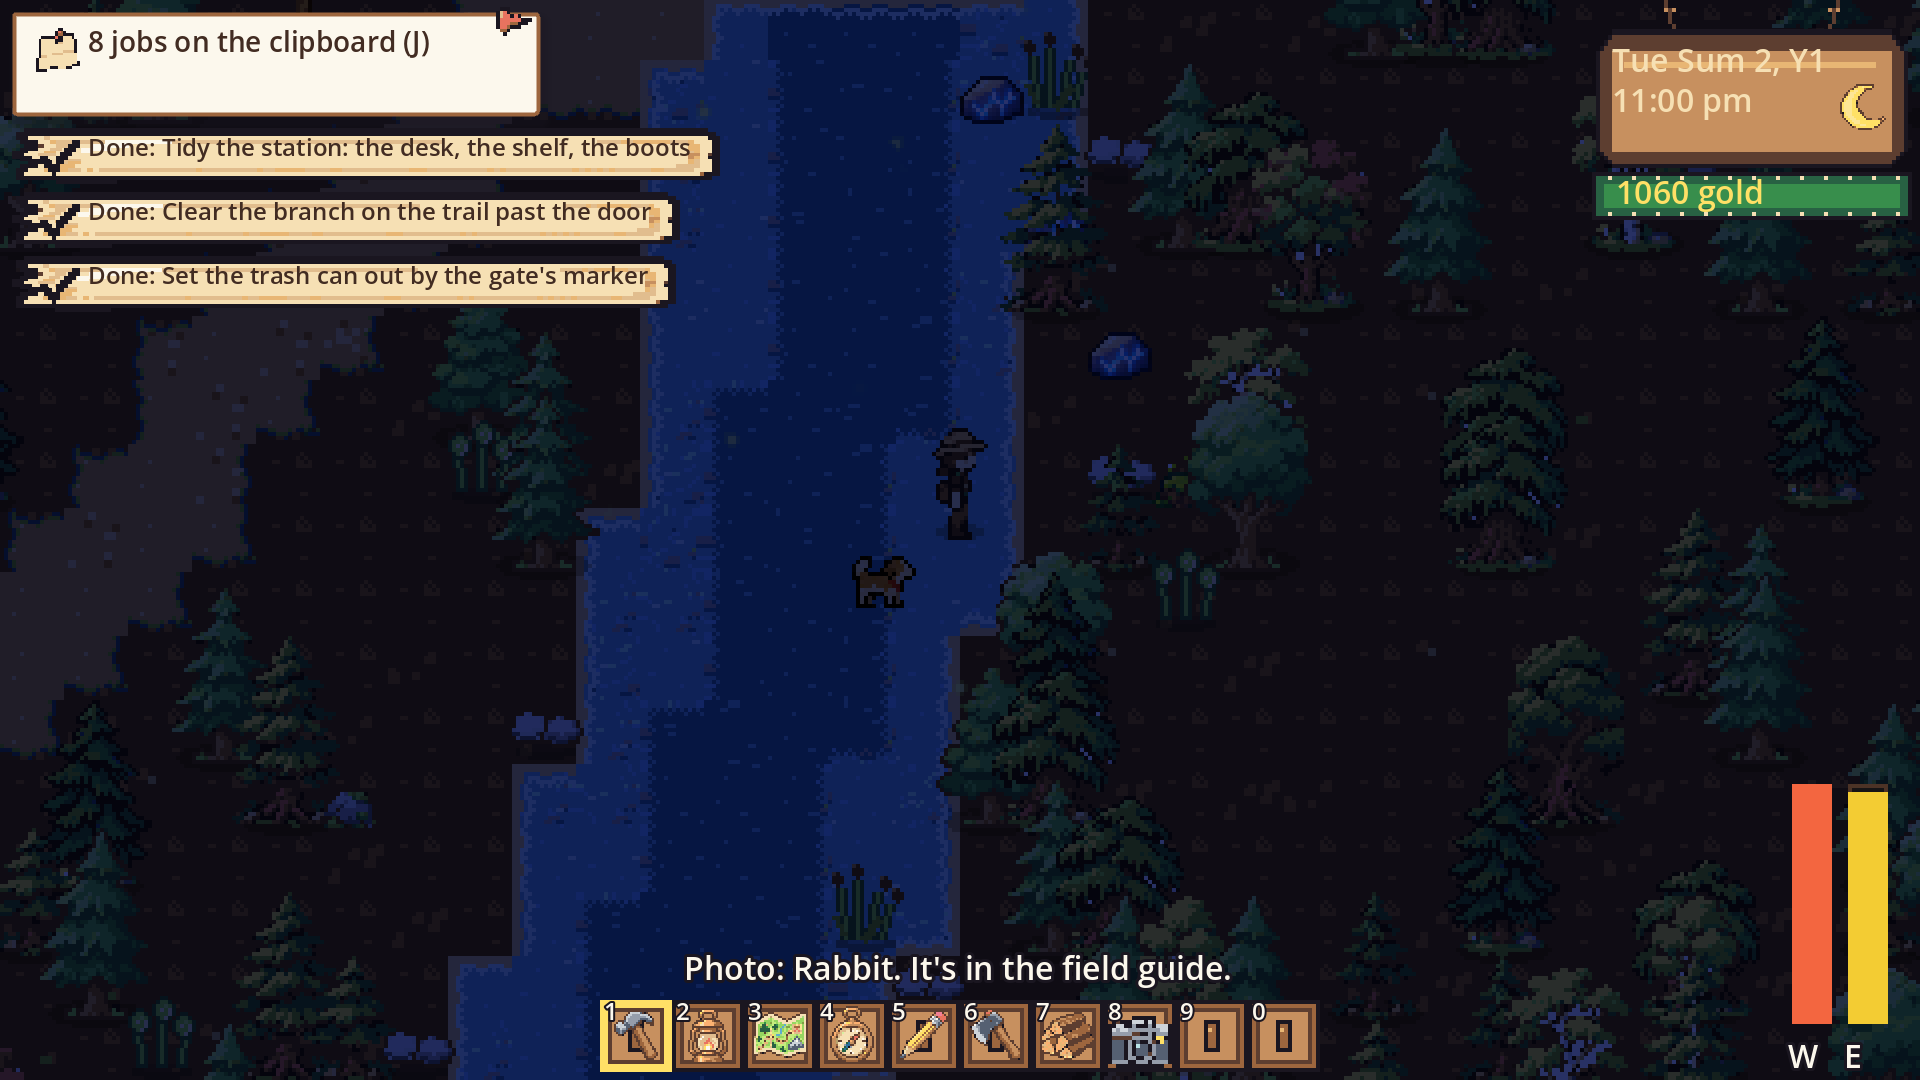 8 jobs on the clipboard (J)
Done: Tidy the station: the desk, the shelf, the boots
Done: Clear the branch on the trail past the door
Done: Set the trash can out by the gate's marker
Tue Sum 2, Y1
11:00 pm
1060 gold
Photo: Rabbit. It's in the field guide.
1 2 3 4 5 6 7 8 9 0
W E